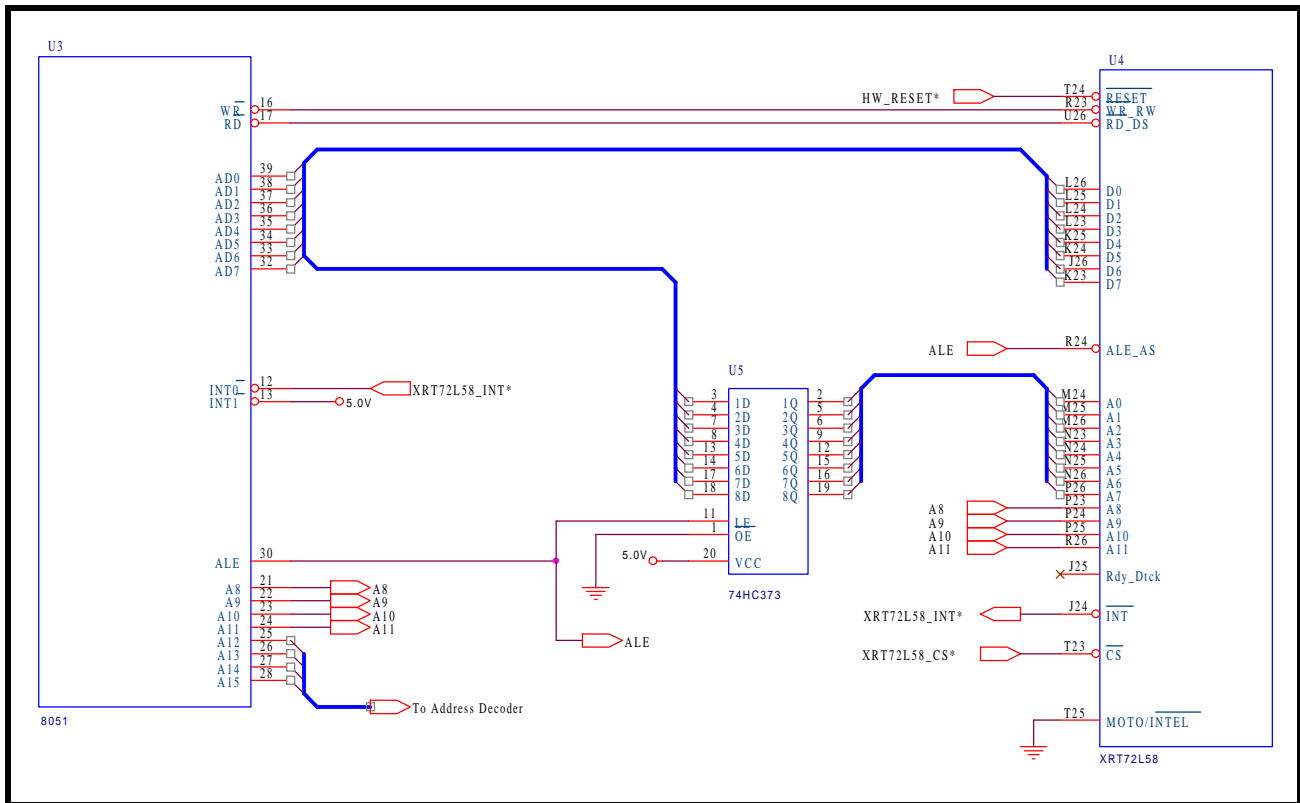 U3
WR
16
RD
17
AD0
39
AD1
38
AD2
37
AD3
36
AD4
35
AD5
34
AD6
33
AD7
32
INT0
12
XRT72L58_INT*
INT1
13
5.0V
ALE
30
A8
21
A8
A9
22
A9
A10
23
A10
A11
24
A11
A12
25
A13
26
A14
27
A15
28
To Address Decoder
8051
ALE
U5
3 1D 1Q 2
4 2D 2Q 5
7 3D 3Q 6
8 4D 4Q 9
13 5D 5Q 12
14 6D 6Q 15
17 7D 7Q 16
18 8D 8Q 19
11 LE
1 OE
5.0V 20 VCC
74HC373
U4
HW_RESET* T24 RESET
R23 WR_RW
U26 RD_DS
L26 D0
L25 D1
L24 D2
L23 D3
K25 D4
K24 D5
J26 D6
K23 D7
ALE R24 ALE_AS
M24 A0
M25 A1
M26 A2
N23 A3
N24 A4
N25 A5
N26 A6
P26 A7
A8 P23 A8
A9 P24 A9
A10 P25 A10
A11 R26 A11
J25 Rdy_Dtck
XRT72L58_INT* J24 INT
XRT72L58_CS* T23 CS
T25 MOTO/INTEL
XRT72L58